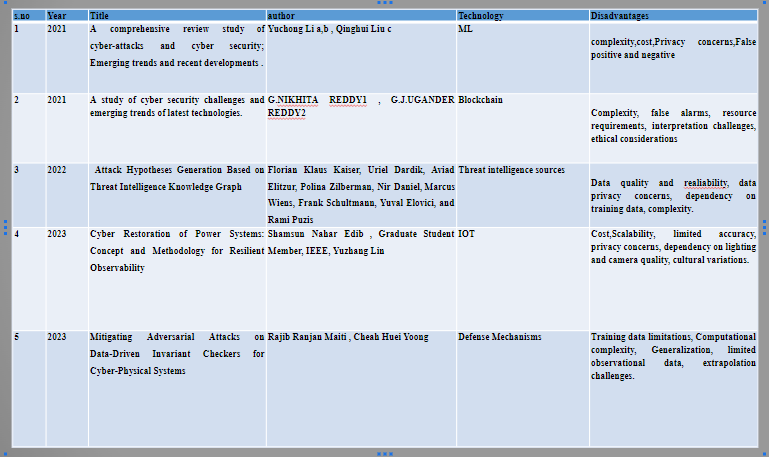 s.no Year Title author Technology Disadvantages
1 2021 A comprehensive review study of cyber-attacks and cyber security; Emerging trends and recent developments . Yuchong Li a,b , Qinghui Liu c ML complexity,cost,Privacy concerns,False positive and negative
2 2021 A study of cyber security challenges and emerging trends of latest technologies. G.NIKHITA REDDY1 , G.J.UGANDER REDDY2 Blockchain Complexity, false alarms, resource requirements, interpretation challenges, ethical considerations
3 2022 Attack Hypotheses Generation Based on Threat Intelligence Knowledge Graph Florian Klaus Kaiser, Uriel Dardik, Aviad Elitzur, Polina Zilberman, Nir Daniel, Marcus Wiens, Frank Schultmann, Yuval Elovici, and Rami Puzis Threat intelligence sources Data quality and realiability, data privacy concerns, dependency on training data, complexity.
4 2023 Cyber Restoration of Power Systems: Concept and Methodology for Resilient Observability Shamsun Nahar Edib , Graduate Student Member, IEEE, Yuzhang Lin IOT Cost,Scalability, limited accuracy, privacy concerns, dependency on lighting and camera quality, cultural variations.
5 2023 Mitigating Adversarial Attacks on Data-Driven Invariant Checkers for Cyber-Physical Systems Rajib Ranjan Maiti , Cheah Huei Yoong Defense Mechanisms Training data limitations, Computational complexity, Generalization, limited observational data, extrapolation challenges.